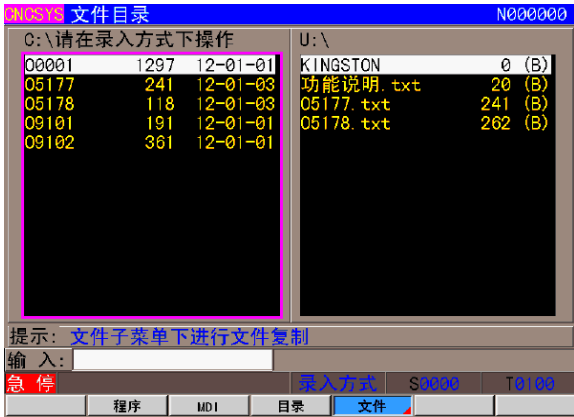 CNCSYS 文件目录 N000000
C:\请在录入方式下操作 U:\
O0001 1297 12-01-01 KINGSTON 0 (B)
O5177 241 12-01-03 功能说明.txt 20 (B)
O5178 118 12-01-03 O5177.txt 241 (B)
O9101 191 12-01-01 O5178.txt 262 (B)
O9102 361 12-01-01
提示: 文件子菜单下进行文件复制
输 入:
急 停 录入方式 S0000 T0100
程序 MDI 目录 文件